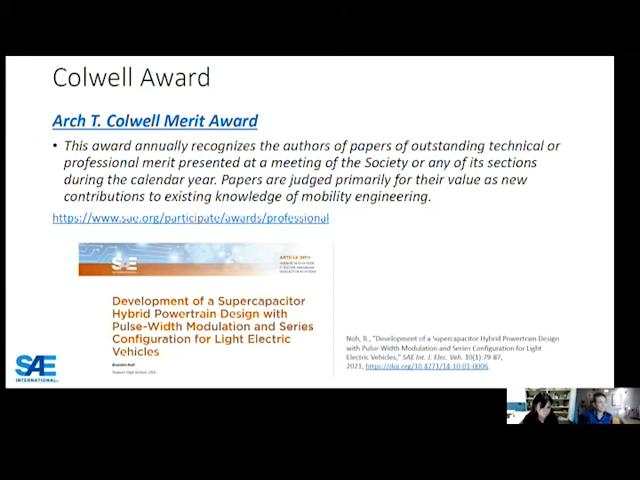 Colwell Award
Arch T. Colwell Merit Award
• This award annually recognizes the authors of papers of outstanding technical or
professional merit presented at a meeting of the Society or any of its sections
during the calendar year. Papers are judged primarily for their value as new
contributions to existing knowledge of mobility engineering.
https://www.sae.org/participate/awards/professional
SAE
INTERNATIONAL
ARTICLE INFO
Development of a Supercapacitor
Hybrid Powertrain Design with
Pulse-Width Modulation and Series
Configuration for Light Electric
Vehicles
Noh, B., "Development of a Supercapacitor Hybrid Powertrain Design
with Pulse-Width Modulation and Series Configuration for Light
Electric Vehicles," SAE Int. J. Elec. Veh. 10(1):79-87,
2021, https://doi.org/10.4271/14-10-01-0006.
SAE
INTERNATIONAL